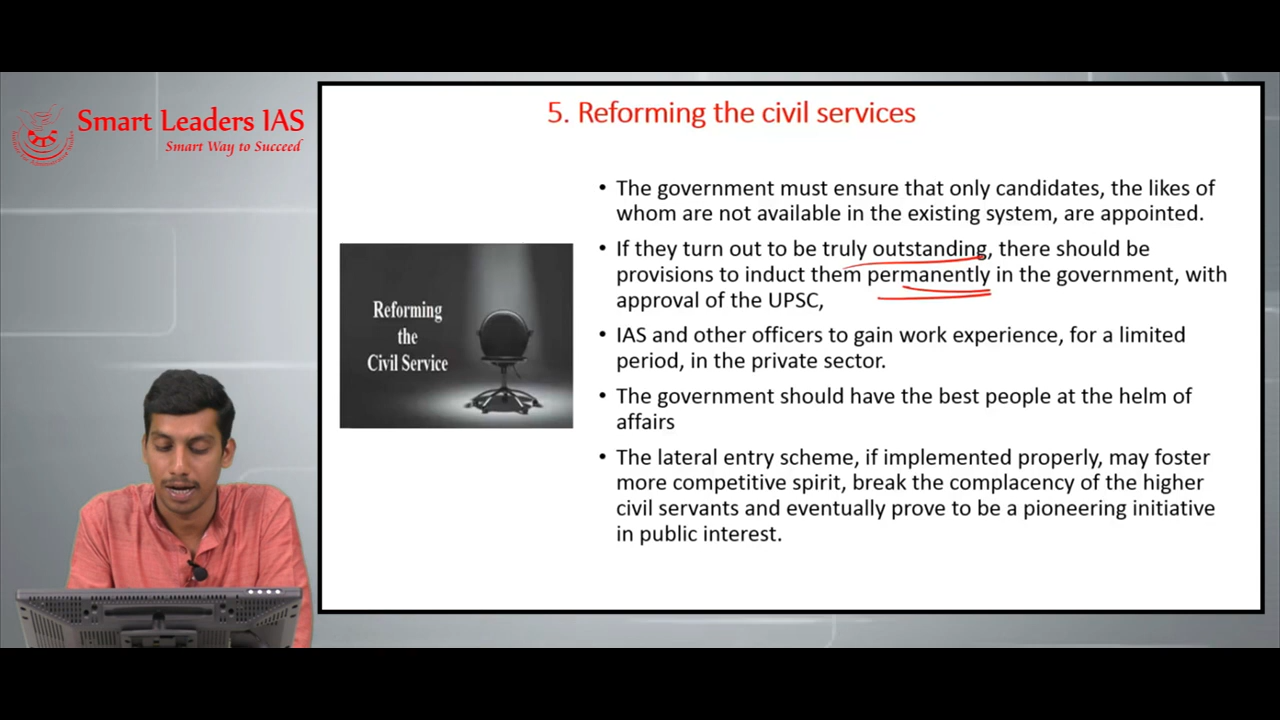 Smart Leaders IAS
Smart Way to Succeed
5. Reforming the civil services
Reforming
the
Civil Service
• The government must ensure that only candidates, the likes of
whom are not available in the existing system, are appointed.
• If they turn out to be truly outstanding, there should be
provisions to induct them permanently in the government, with
approval of the UPSC,
• IAS and other officers to gain work experience, for a limited
period, in the private sector.
• The government should have the best people at the helm of
affairs
• The lateral entry scheme, if implemented properly, may foster
more competitive spirit, break the complacency of the higher
civil servants and eventually prove to be a pioneering initiative
in public interest.